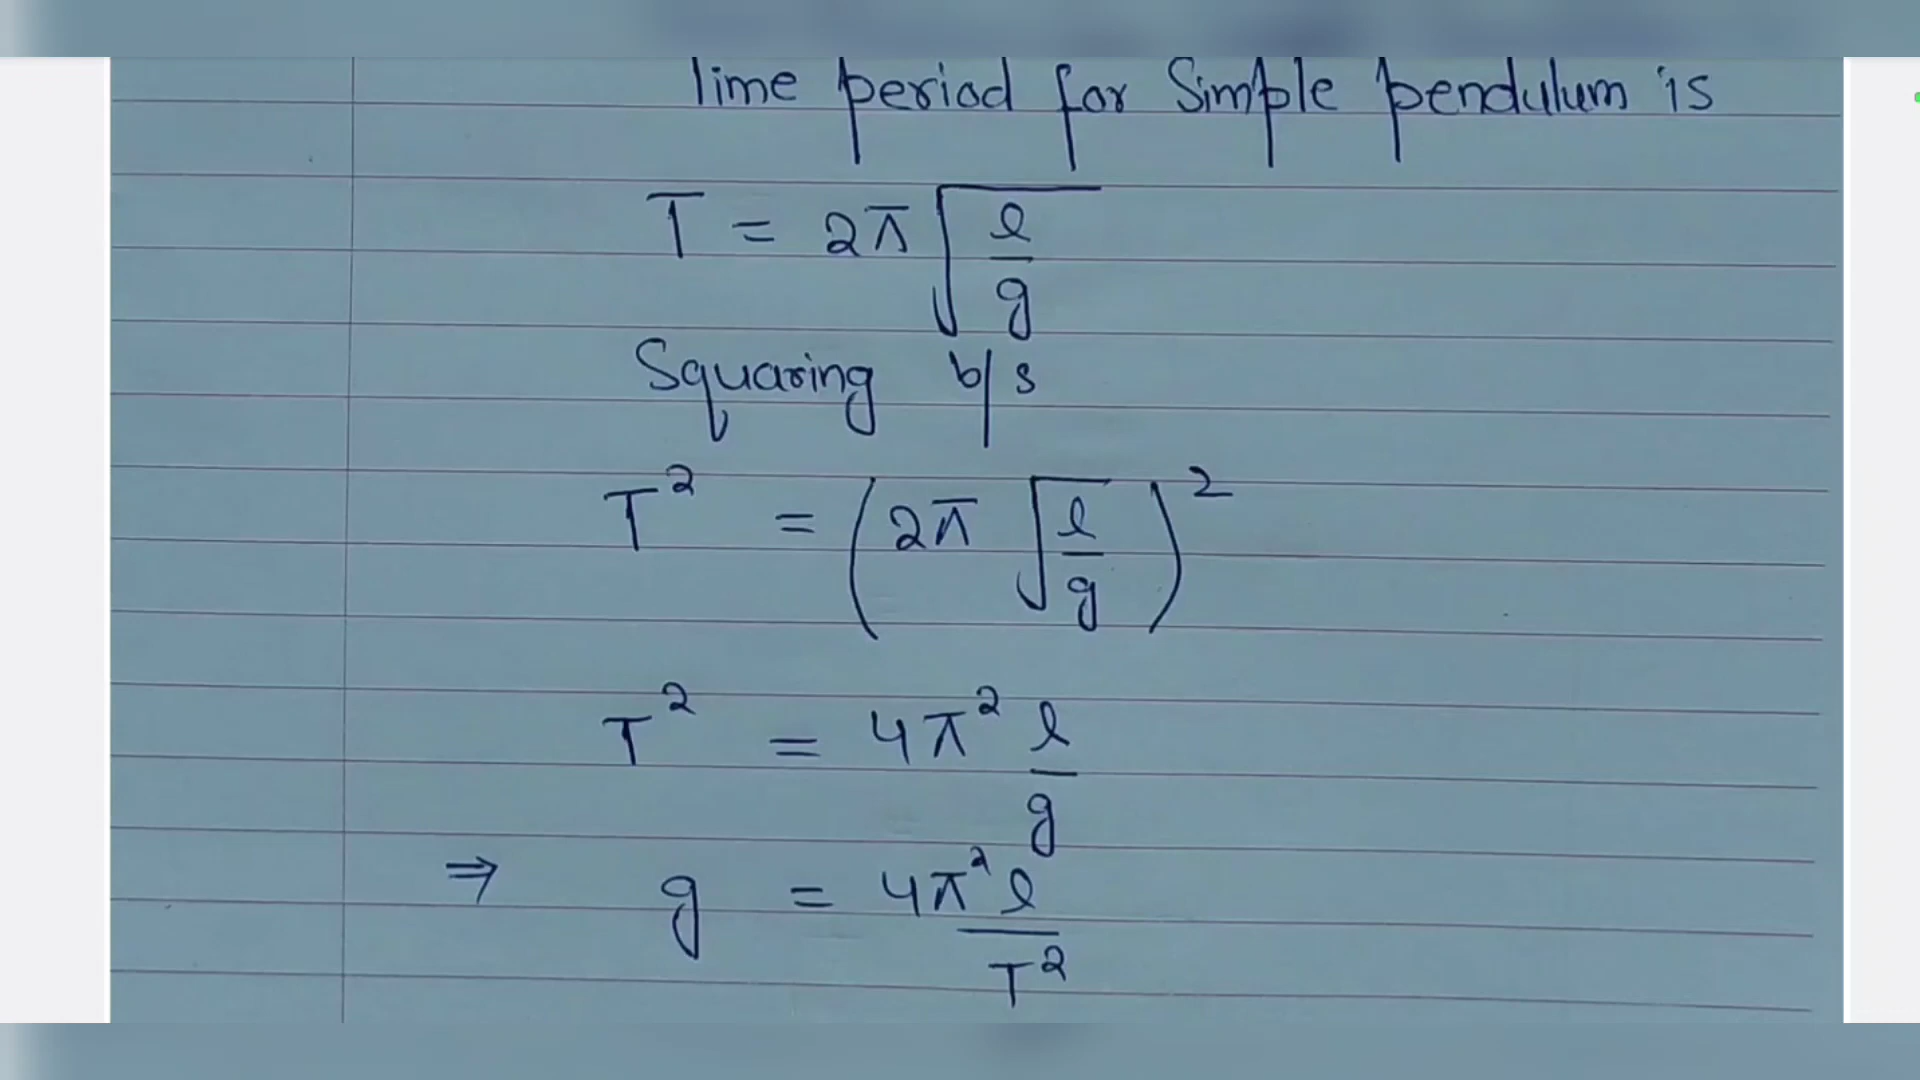 Time period for Simple pendulum is
T = 2π √(l/g)
Squaring b/s
T² = (2π √(l/g))²
T² = 4π² l/g
⇒ g = 4π² l/T²